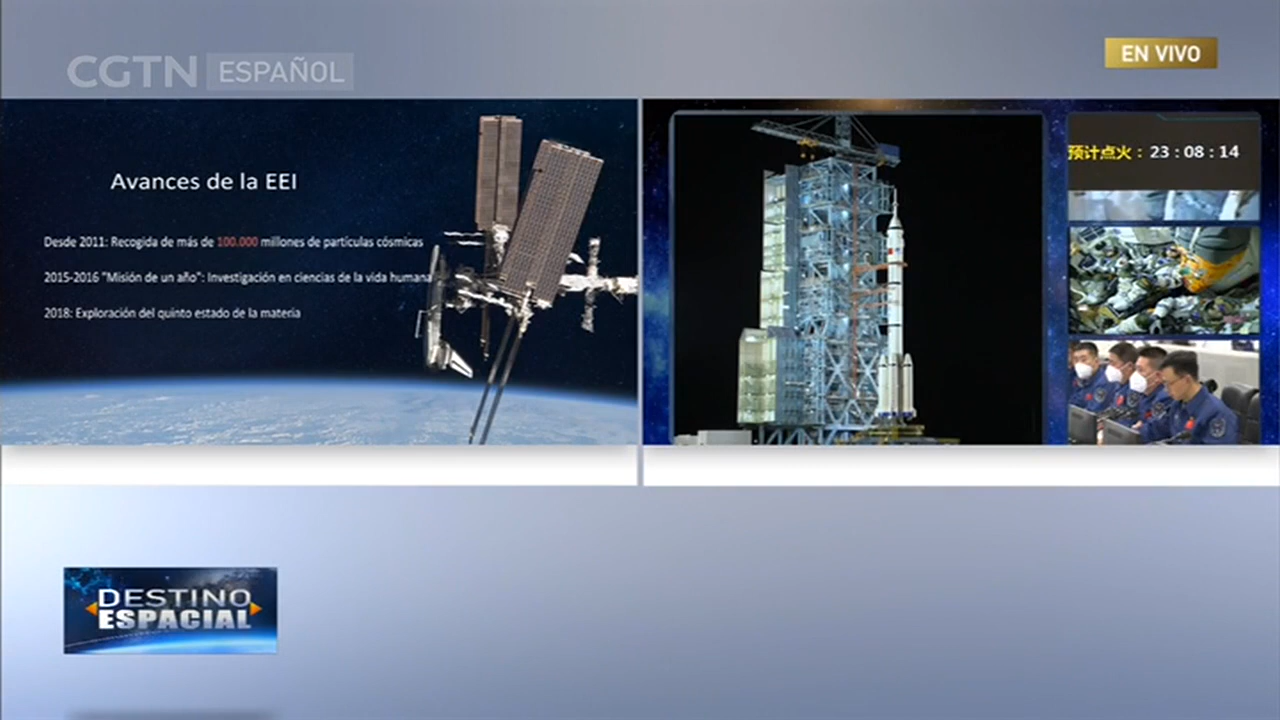 CGTN ESPAÑOL
EN VIVO
Avances de la EEI
Desde 2011: Recogida de más de 100.000 millones de partículas cósmicas
2015-2016 "Misión de un año": Investigación en ciencias de la vida humana
2018: Exploración del quinto estado de la materia
预计点火：23:08:14
DESTINO
ESPACIAL